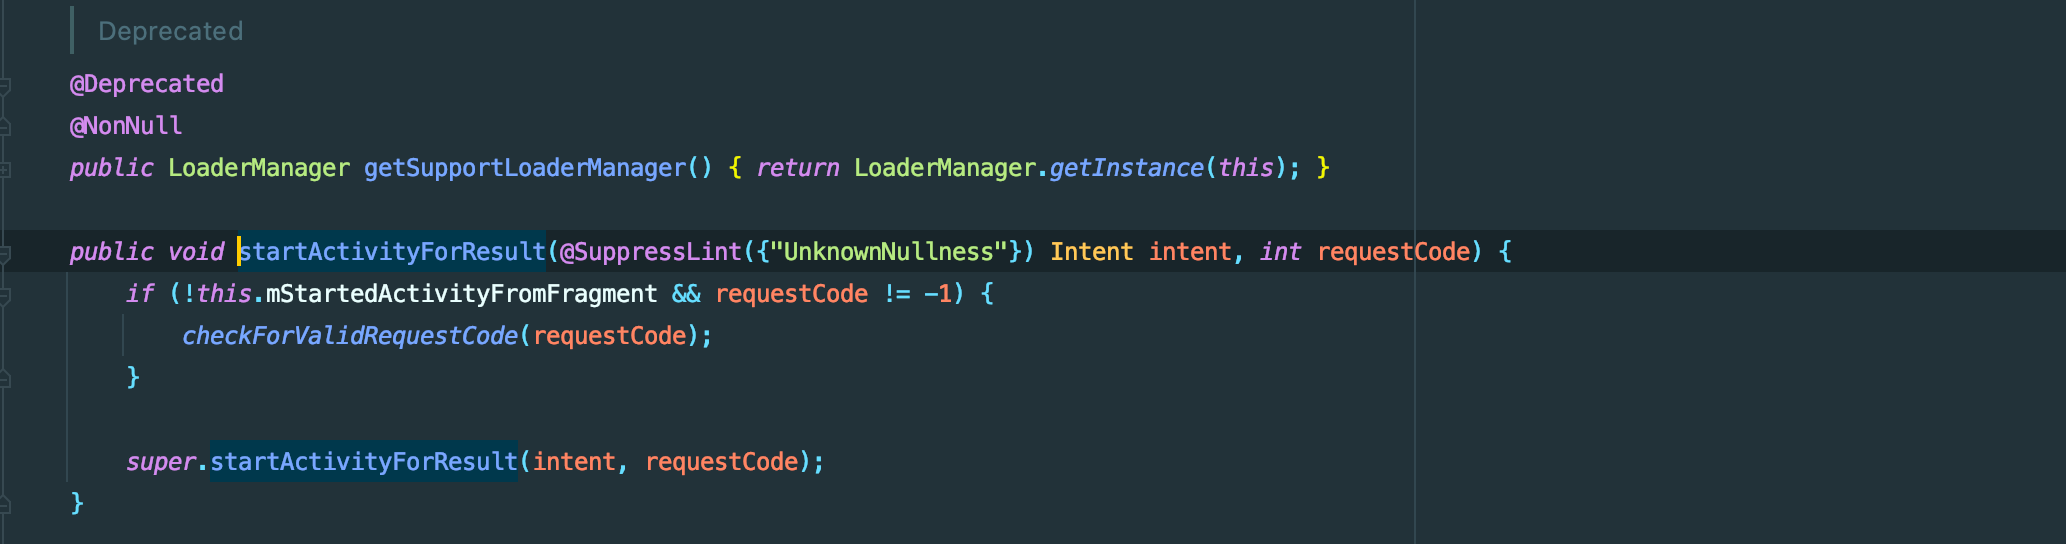 Deprecated
@Deprecated
@NonNull
public LoaderManager getSupportLoaderManager() { return LoaderManager.getInstance(this); }
public void startActivityForResult(@SuppressLint({"UnknownNullness"}) Intent intent, int requestCode) {
if (!this.mStartedActivityFromFragment && requestCode != -1) {
checkForValidRequestCode(requestCode);
}
super.startActivityForResult(intent, requestCode);
}